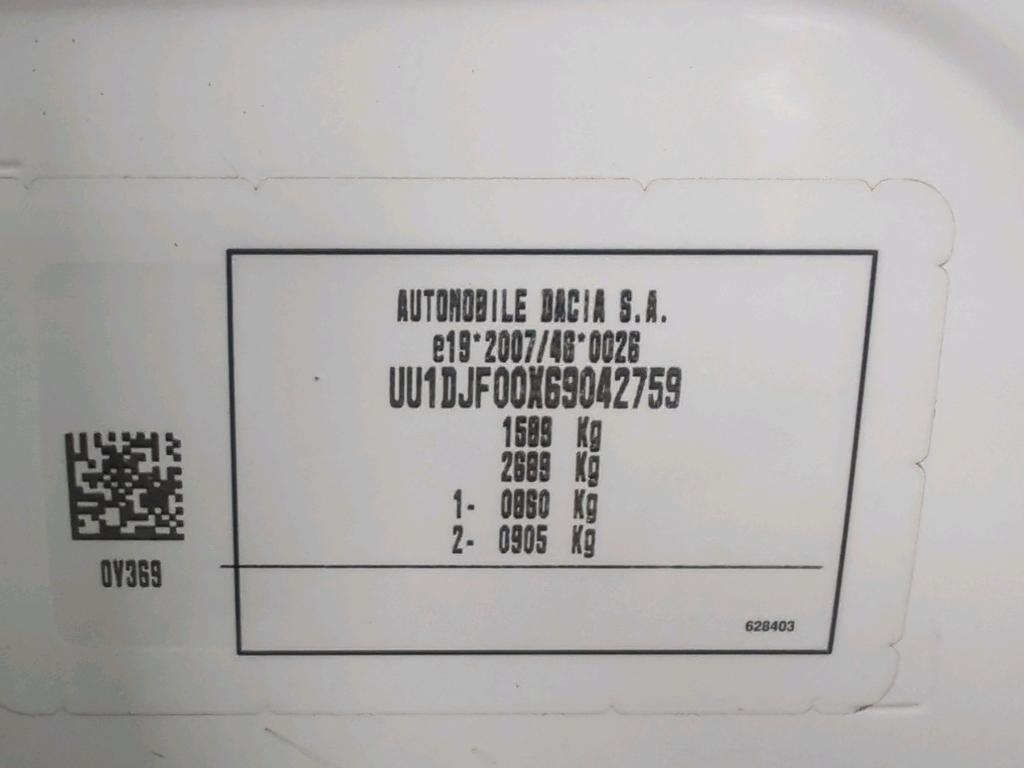 AUTOMOBILE DACIA S.A.
e19*2007/46*0026
UU1DJF00X69042759
1589 Kg
2689 Kg
1- 0860 Kg
2- 0905 Kg
0V369
628403